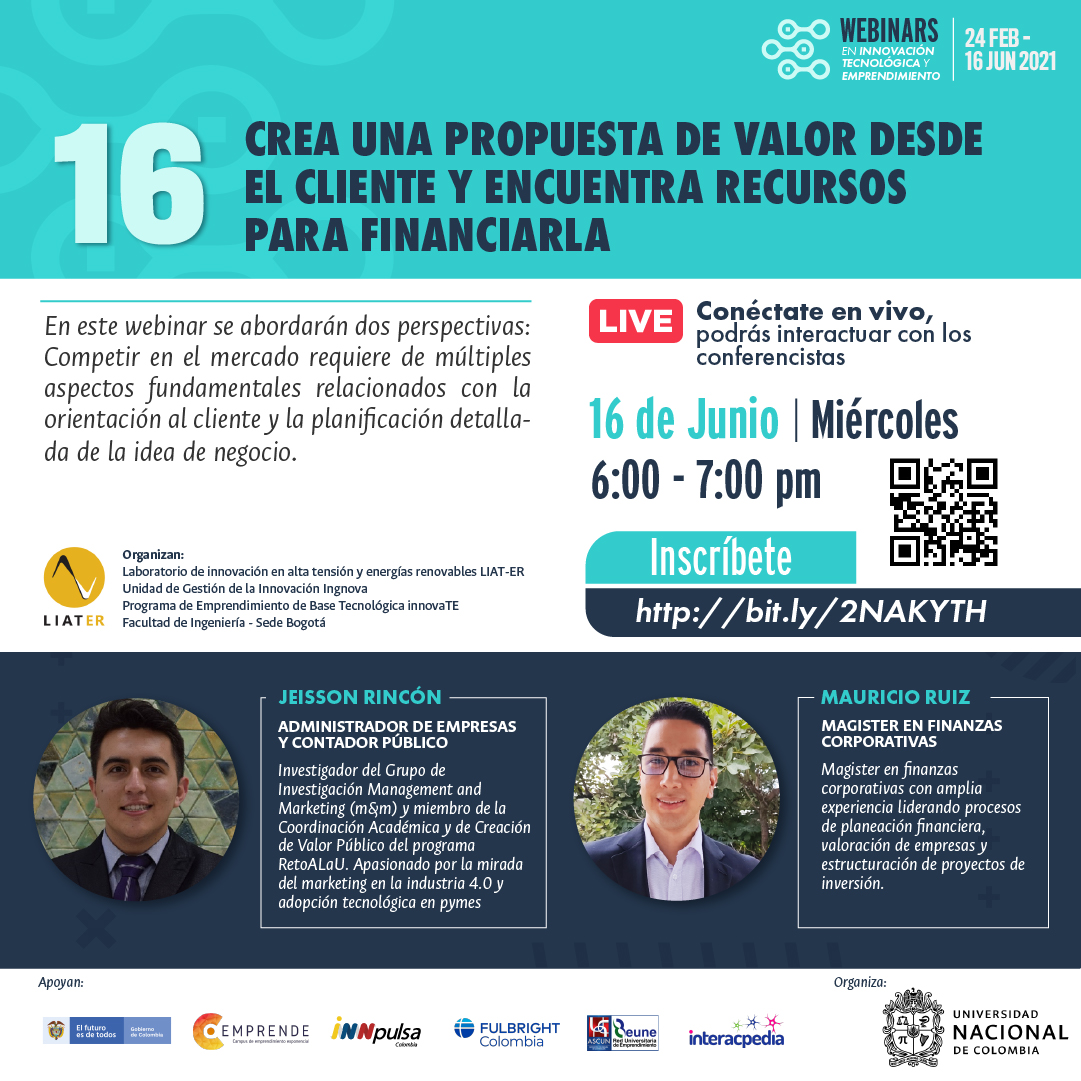 WEBINARS
EN INNOVACIÓN
TECNOLÓGICA Y
EMPRENDIMIENTO
24 FEB -
16 JUN 2021
16
CREA UNA PROPUESTA DE VALOR DESDE
EL CLIENTE Y ENCUENTRA RECURSOS
PARA FINANCIARLA
En este webinar se abordarán dos perspectivas:
Competir en el mercado requiere de múltiples
aspectos fundamentales relacionados con la
orientación al cliente y la planificación detalla-
da de la idea de negocio.
LIVE
Conéctate en vivo,
podrás interactuar con los
conferencistas
16 de Junio | Miércoles
6:00 - 7:00 pm
Inscríbete
http://bit.ly/2NAKYTH
LIATER
Organizan:
Laboratorio de innovación en alta tensión y energías renovables LIAT-ER
Unidad de Gestión de la Innovación Ingnova
Programa de Emprendimiento de Base Tecnológica innovaTE
Facultad de Ingeniería - Sede Bogotá
JEISSON RINCÓN
ADMINISTRADOR DE EMPRESAS
Y CONTADOR PÚBLICO
Investigador del Grupo de
Investigación Management and
Marketing (m&m) y miembro de la
Coordinación Académica y de Creación
de Valor Público del programa
RetoALaU. Apasionado por la mirada
del marketing en la industria 4.0 y
adopción tecnológica en pymes
MAURICIO RUIZ
MAGISTER EN FINANZAS
CORPORATIVAS
Magister en finanzas
corporativas con amplia
experiencia liderando procesos
de planeación financiera,
valoración de empresas y
estructuración de proyectos de
inversión.
Apoyan:
El futuro
es de todos
Gobierno
de Colombia
CEMPRENDE
Campus de emprendimiento exponencial
iNNpulsa
Colombia
FULBRIGHT
Colombia
ASCUN
Reune
Red Universitaria
de Emprendimiento
interacpedia
Organiza:
UNIVERSIDAD
NACIONAL
DE COLOMBIA